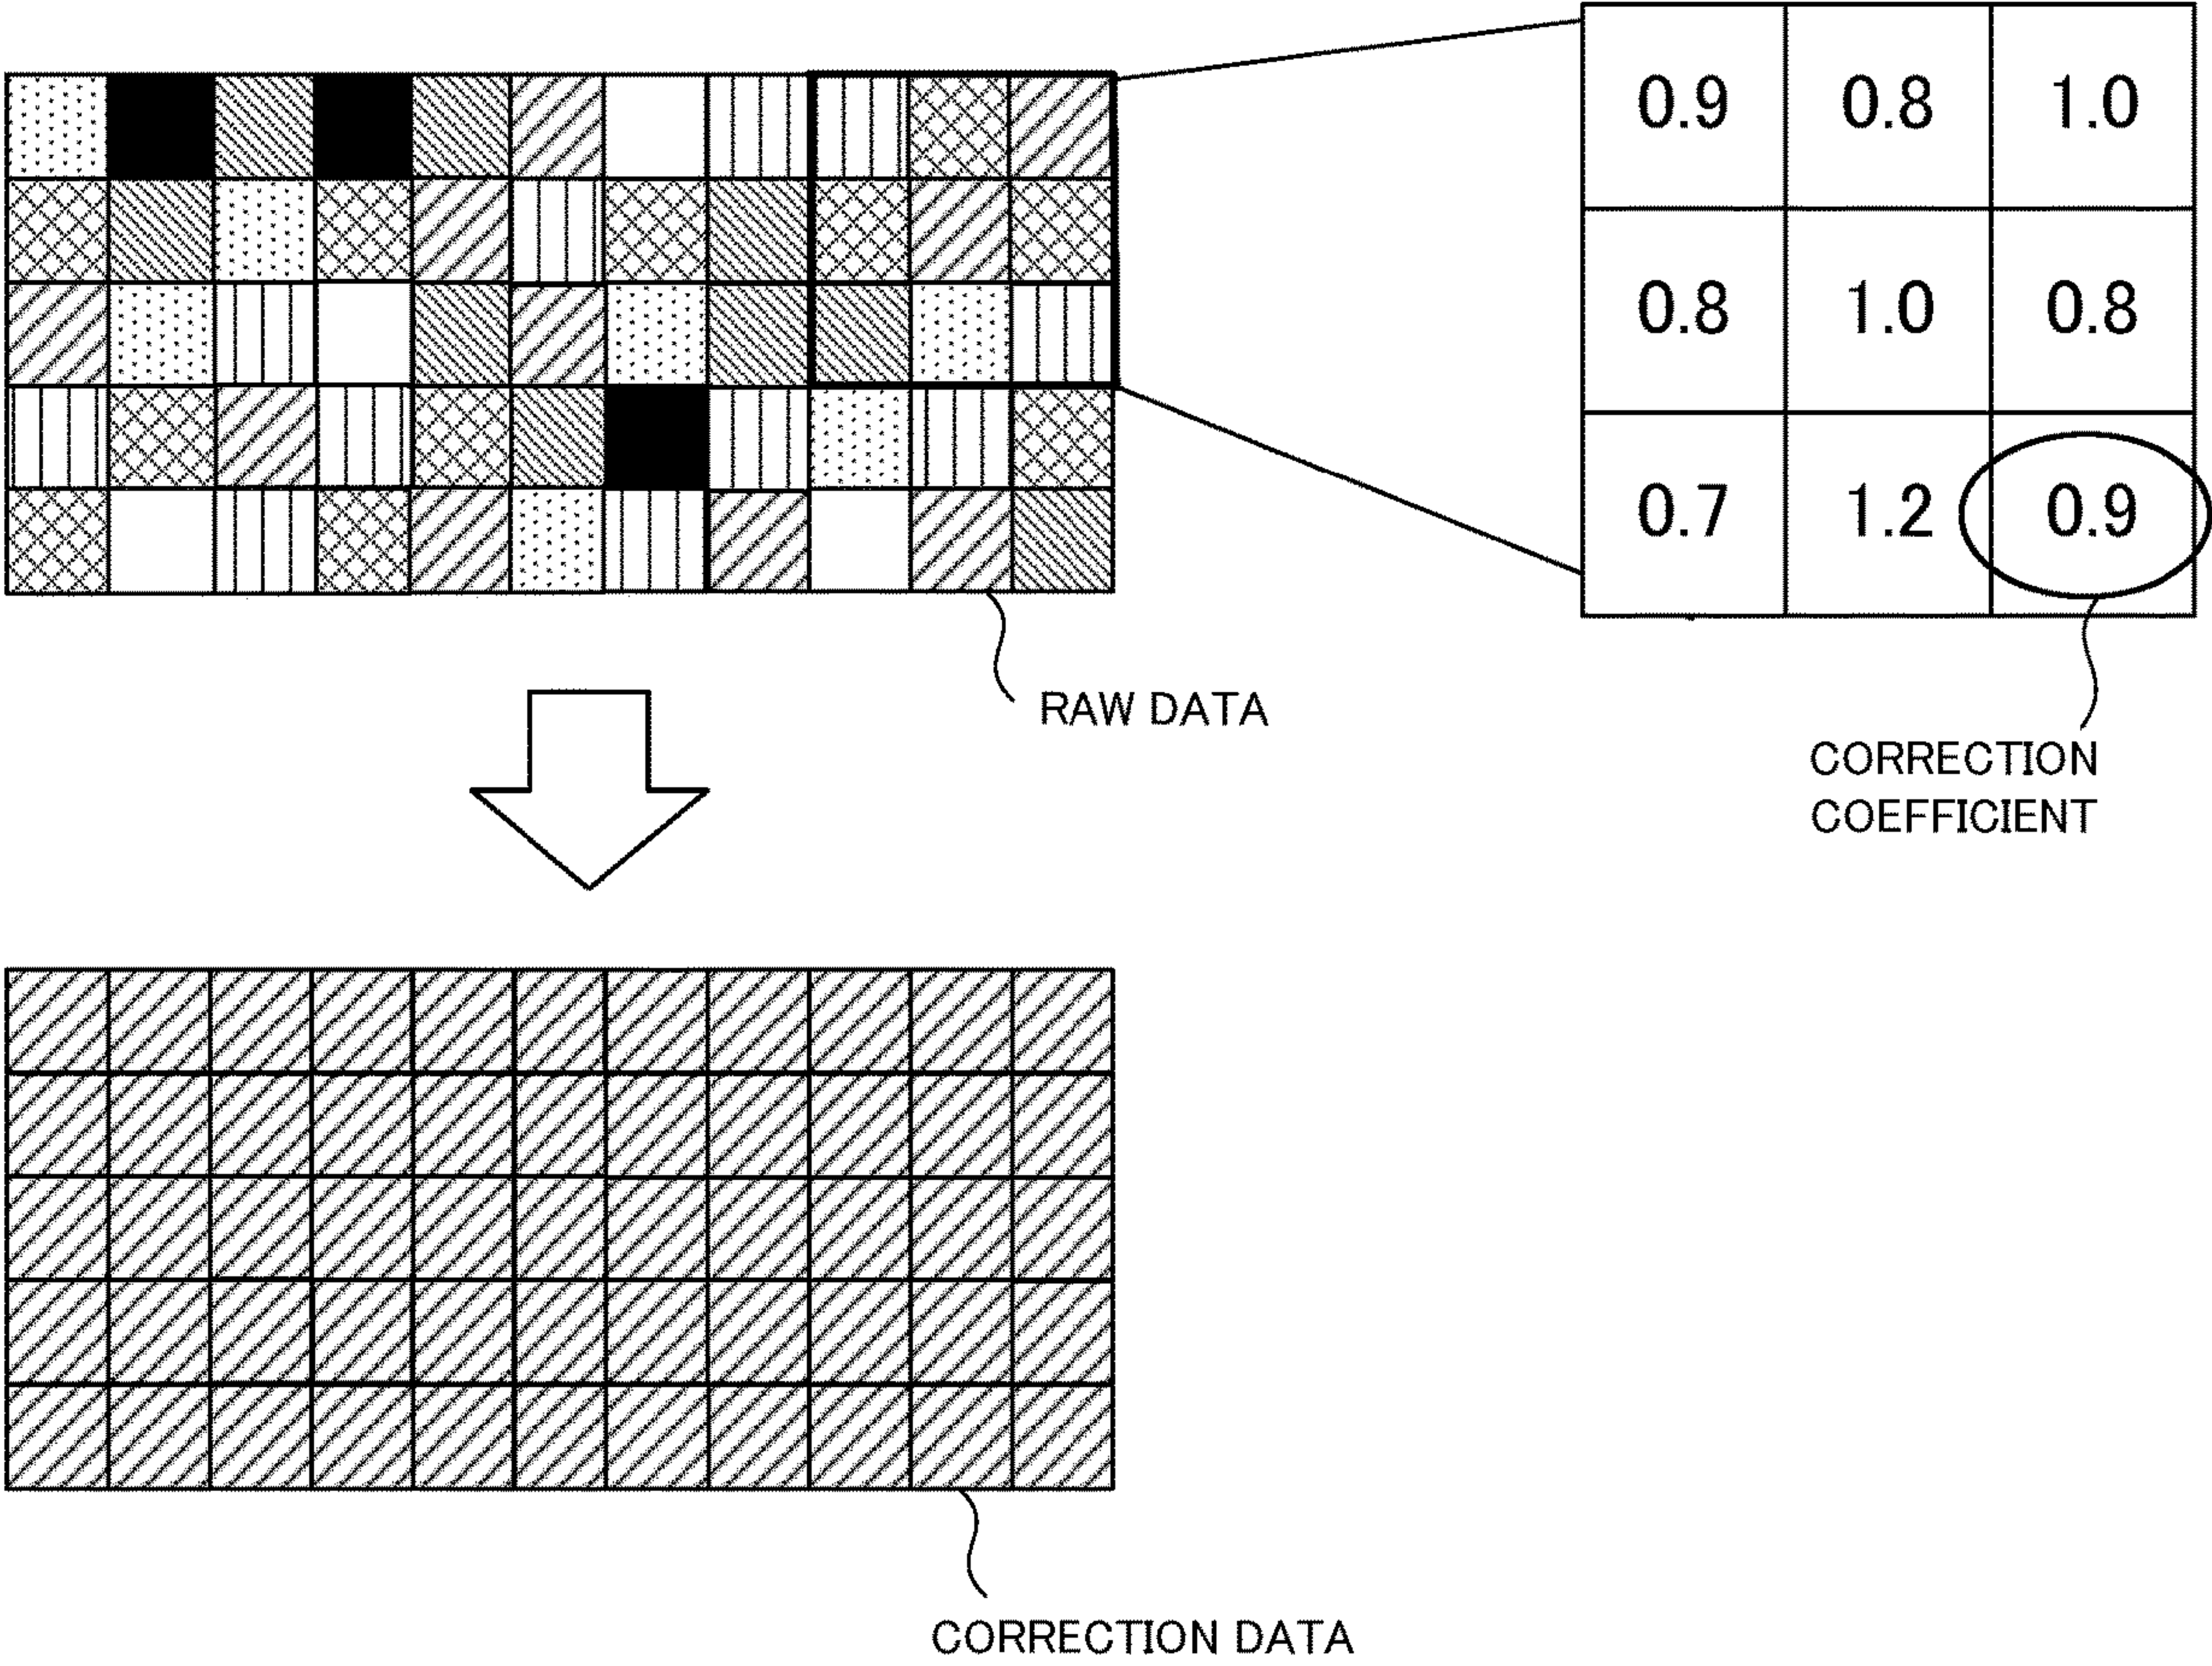 0.9 0.8 1.0
0.8 1.0 0.8
0.7 1.2 0.9
RAW DATA
CORRECTION
COEFFICIENT
CORRECTION DATA